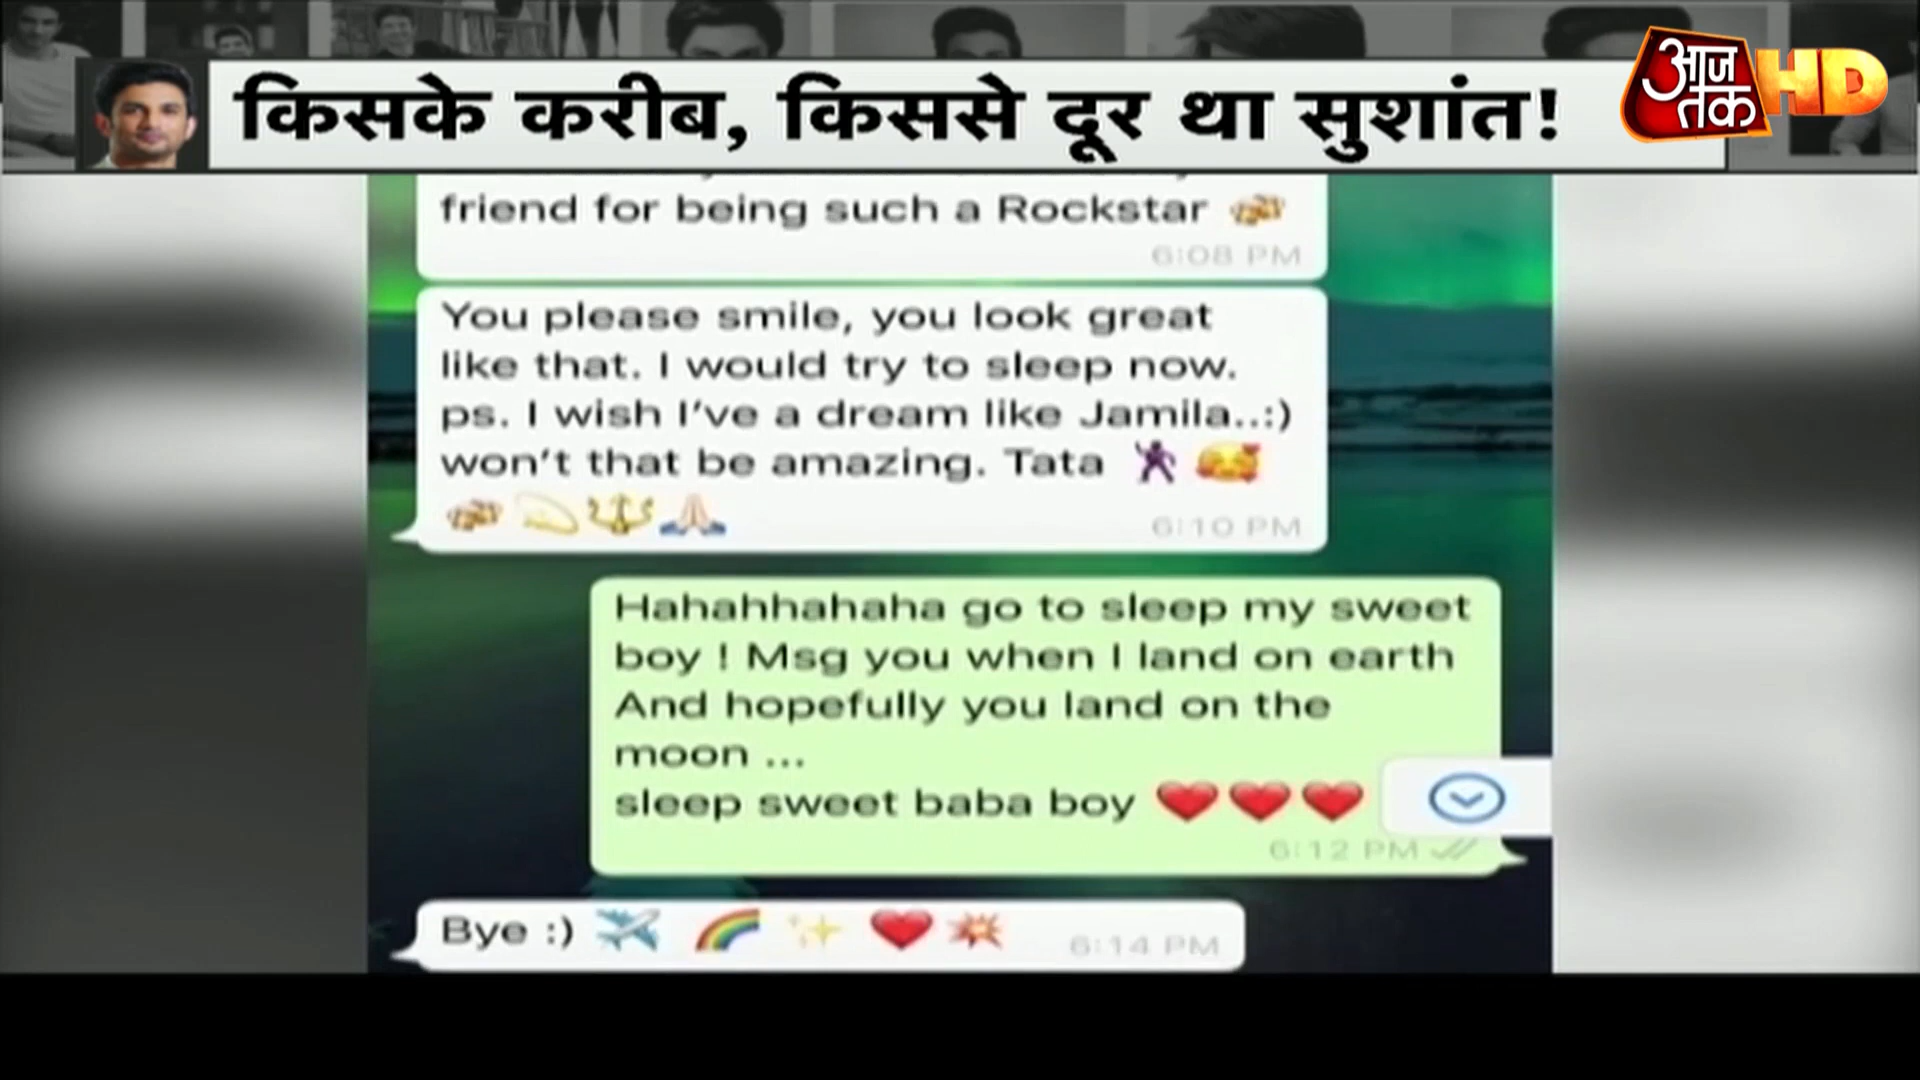 किसके करीब, किससे दूर था सुशांत!
आज तक HD
friend for being such a Rockstar
6:08 PM
You please smile, you look great
like that. I would try to sleep now.
ps. I wish I've a dream like Jamila..:)
won't that be amazing. Tata 🕺 🥰
💫🔱🙏🏻
6:10 PM
Hahahhahaha go to sleep my sweet
boy ! Msg you when I land on earth
And hopefully you land on the
moon ...
sleep sweet baba boy ❤️❤️❤️
6:12 PM
Bye :) ✈️ 🌈 ✨ ❤️ 💥
6:14 PM